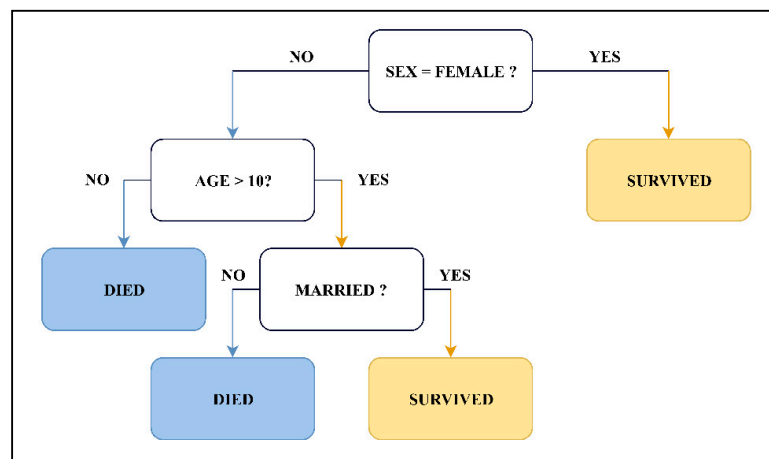 SEX = FEMALE ?
NO
YES
AGE > 10?
NO
YES
SURVIVED
DIED
MARRIED ?
NO
YES
DIED
SURVIVED